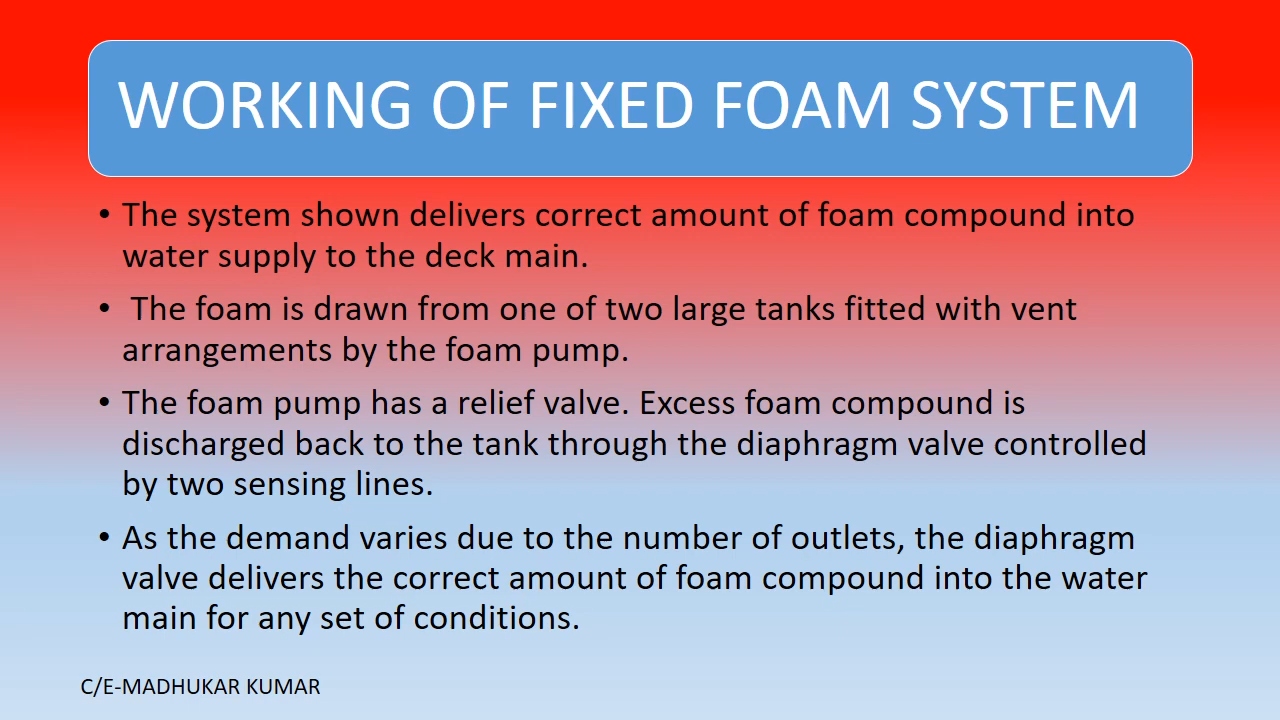 WORKING OF FIXED FOAM SYSTEM
• The system shown delivers correct amount of foam compound into
water supply to the deck main.
• The foam is drawn from one of two large tanks fitted with vent
arrangements by the foam pump.
• The foam pump has a relief valve. Excess foam compound is
discharged back to the tank through the diaphragm valve controlled
by two sensing lines.
• As the demand varies due to the number of outlets, the diaphragm
valve delivers the correct amount of foam compound into the water
main for any set of conditions.
C/E-MADHUKAR KUMAR